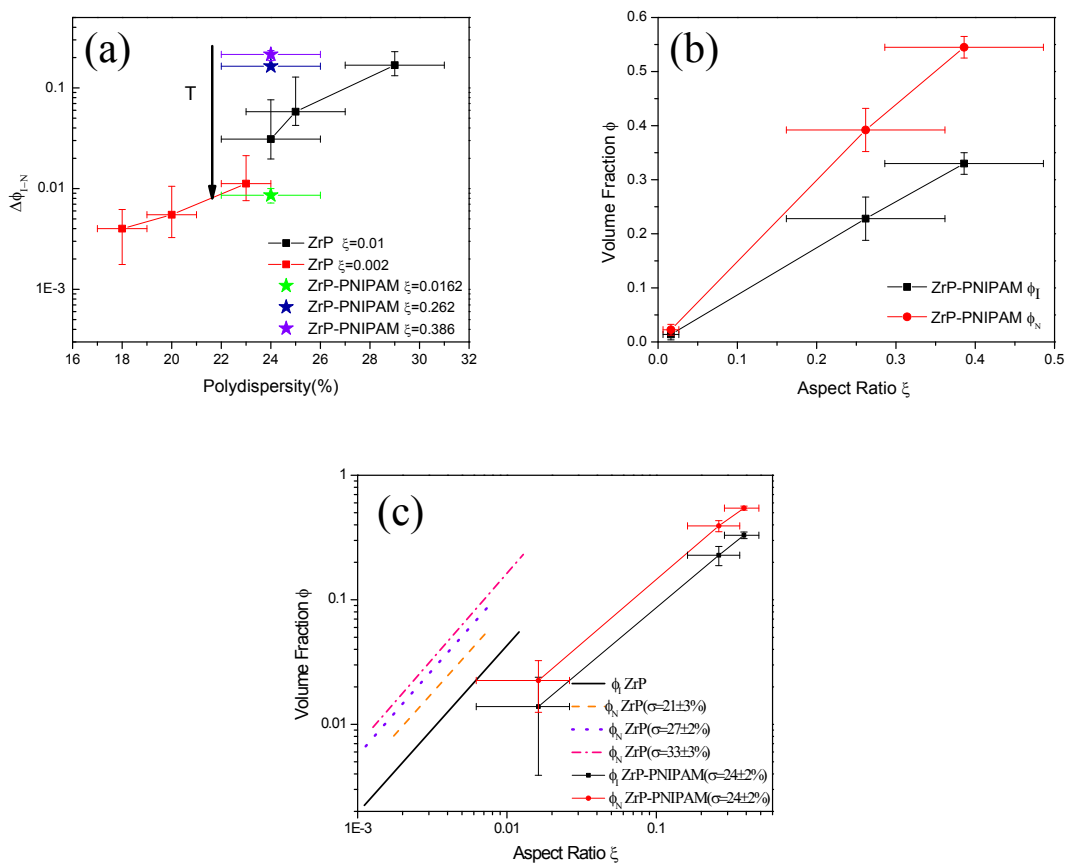 (a)
T
0.1
0.01
1E-3
Δϕ_I-N
16 18 20 22 24 26 28 30 32
Polydispersity(%)
ZrP ξ=0.01
ZrP ξ=0.002
ZrP-PNIPAM ξ=0.0162
ZrP-PNIPAM ξ=0.262
ZrP-PNIPAM ξ=0.386
(b)
0.5
0.4
0.3
0.2
0.1
0.0
Volume Fraction ϕ
0.0 0.1 0.2 0.3 0.4 0.5
Aspect Ratio ξ
ZrP-PNIPAM ϕ_I
ZrP-PNIPAM ϕ_N
(c)
1
0.1
0.01
Volume Fraction ϕ
1E-3 0.01 0.1
Aspect Ratio ξ
ϕ_I ZrP
ϕ_N ZrP(σ=21±3%)
ϕ_N ZrP(σ=27±2%)
ϕ_N ZrP(σ=33±3%)
ϕ_I ZrP-PNIPAM(σ=24±2%)
ϕ_N ZrP-PNIPAM(σ=24±2%)